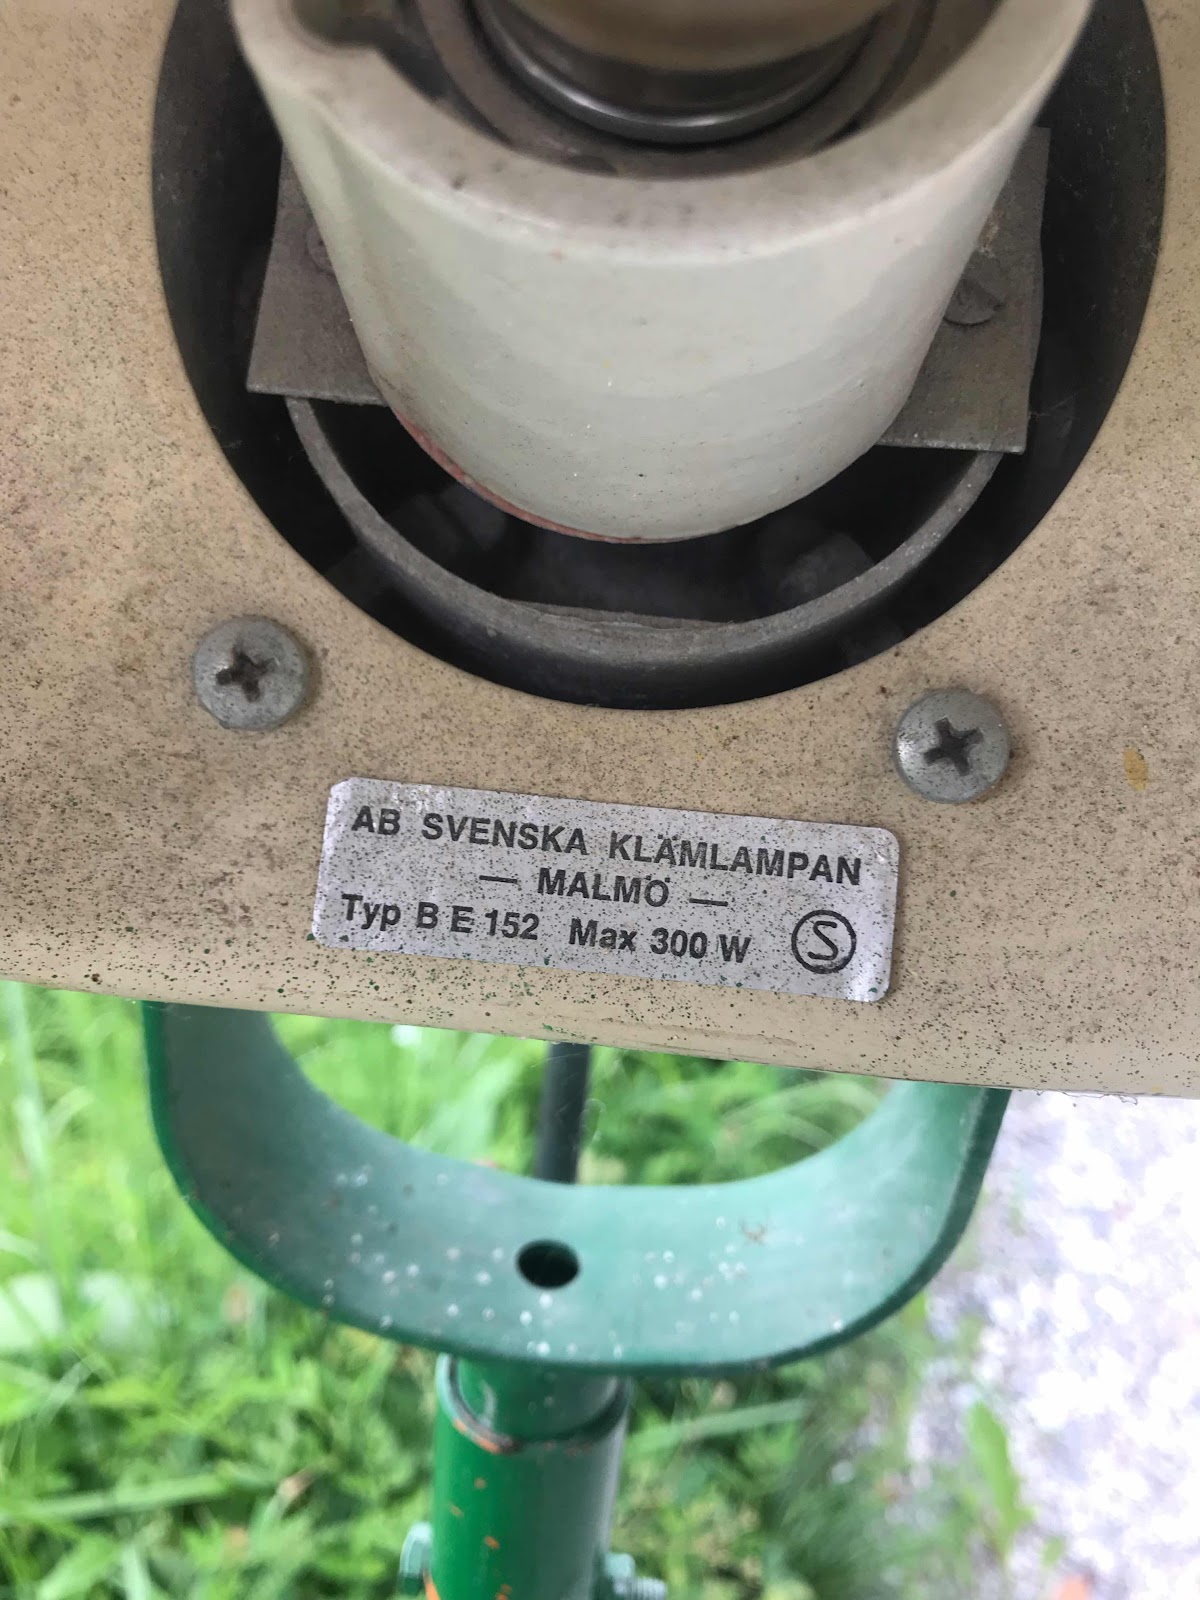 AB SVENSKA KLÄMLAMPAN
— MALMÖ —
Typ B E 152 Max 300 W Ⓢ